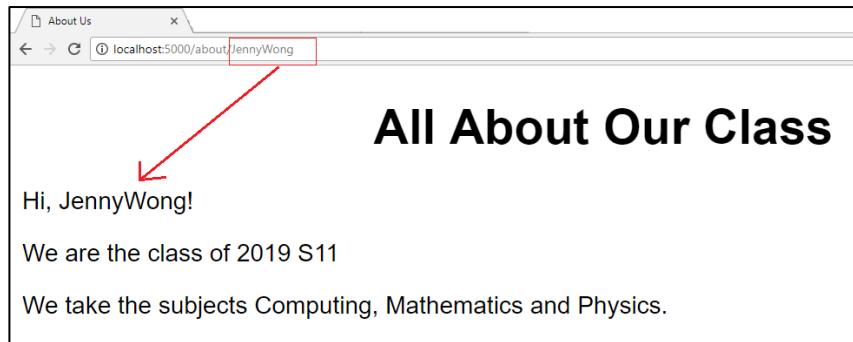 About Us
localhost:5000/about/JennyWong
All About Our Class
Hi, JennyWong!
We are the class of 2019 S11
We take the subjects Computing, Mathematics and Physics.